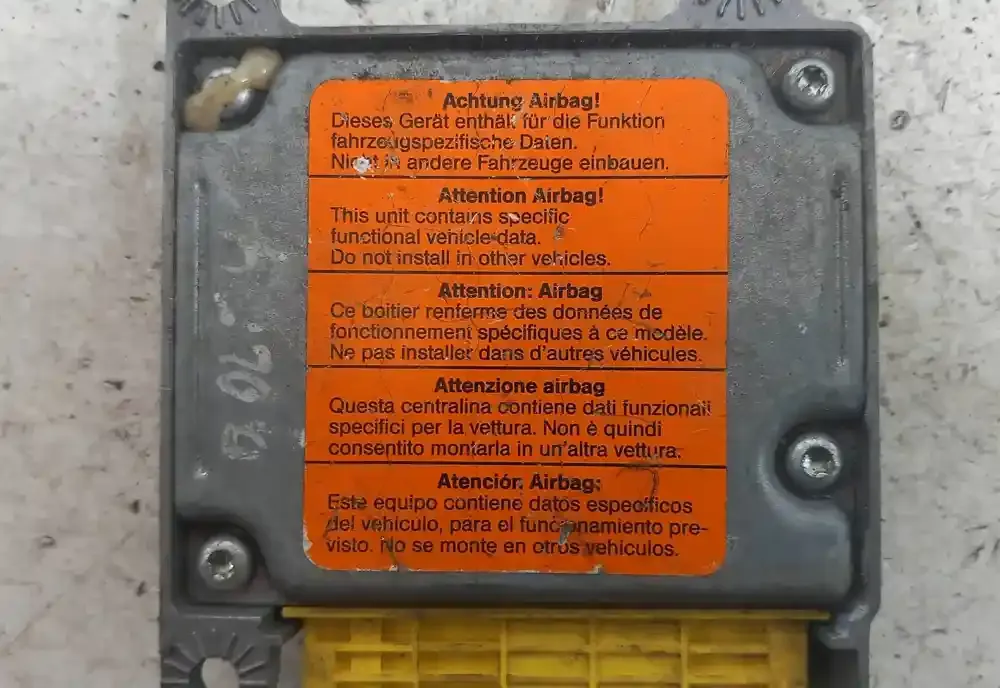 Achtung Airbag!
Dieses Gerät enthält für die Funktion
fahrzeugspezifische Daten.
Nicht in andere Fahrzeuge einbauen.
Attention Airbag!
This unit contains specific
functional vehicle data.
Do not install in other vehicles.
Attention: Airbag
Ce boitier renferme des données de
fonctionnement spécifiques à ce modèle.
Ne pas installer dans d'autres véhicules.
Attenzione airbag
Questa centralina contiene dati funzionali
specifici per la vettura. Non è quindi
consentito montarla in un'altra vettura.
Atención: Airbag:
Este equipo contiene datos específicos
del vehículo, para el funcionamiento pre-
visto. No se monte en otros vehiculos.